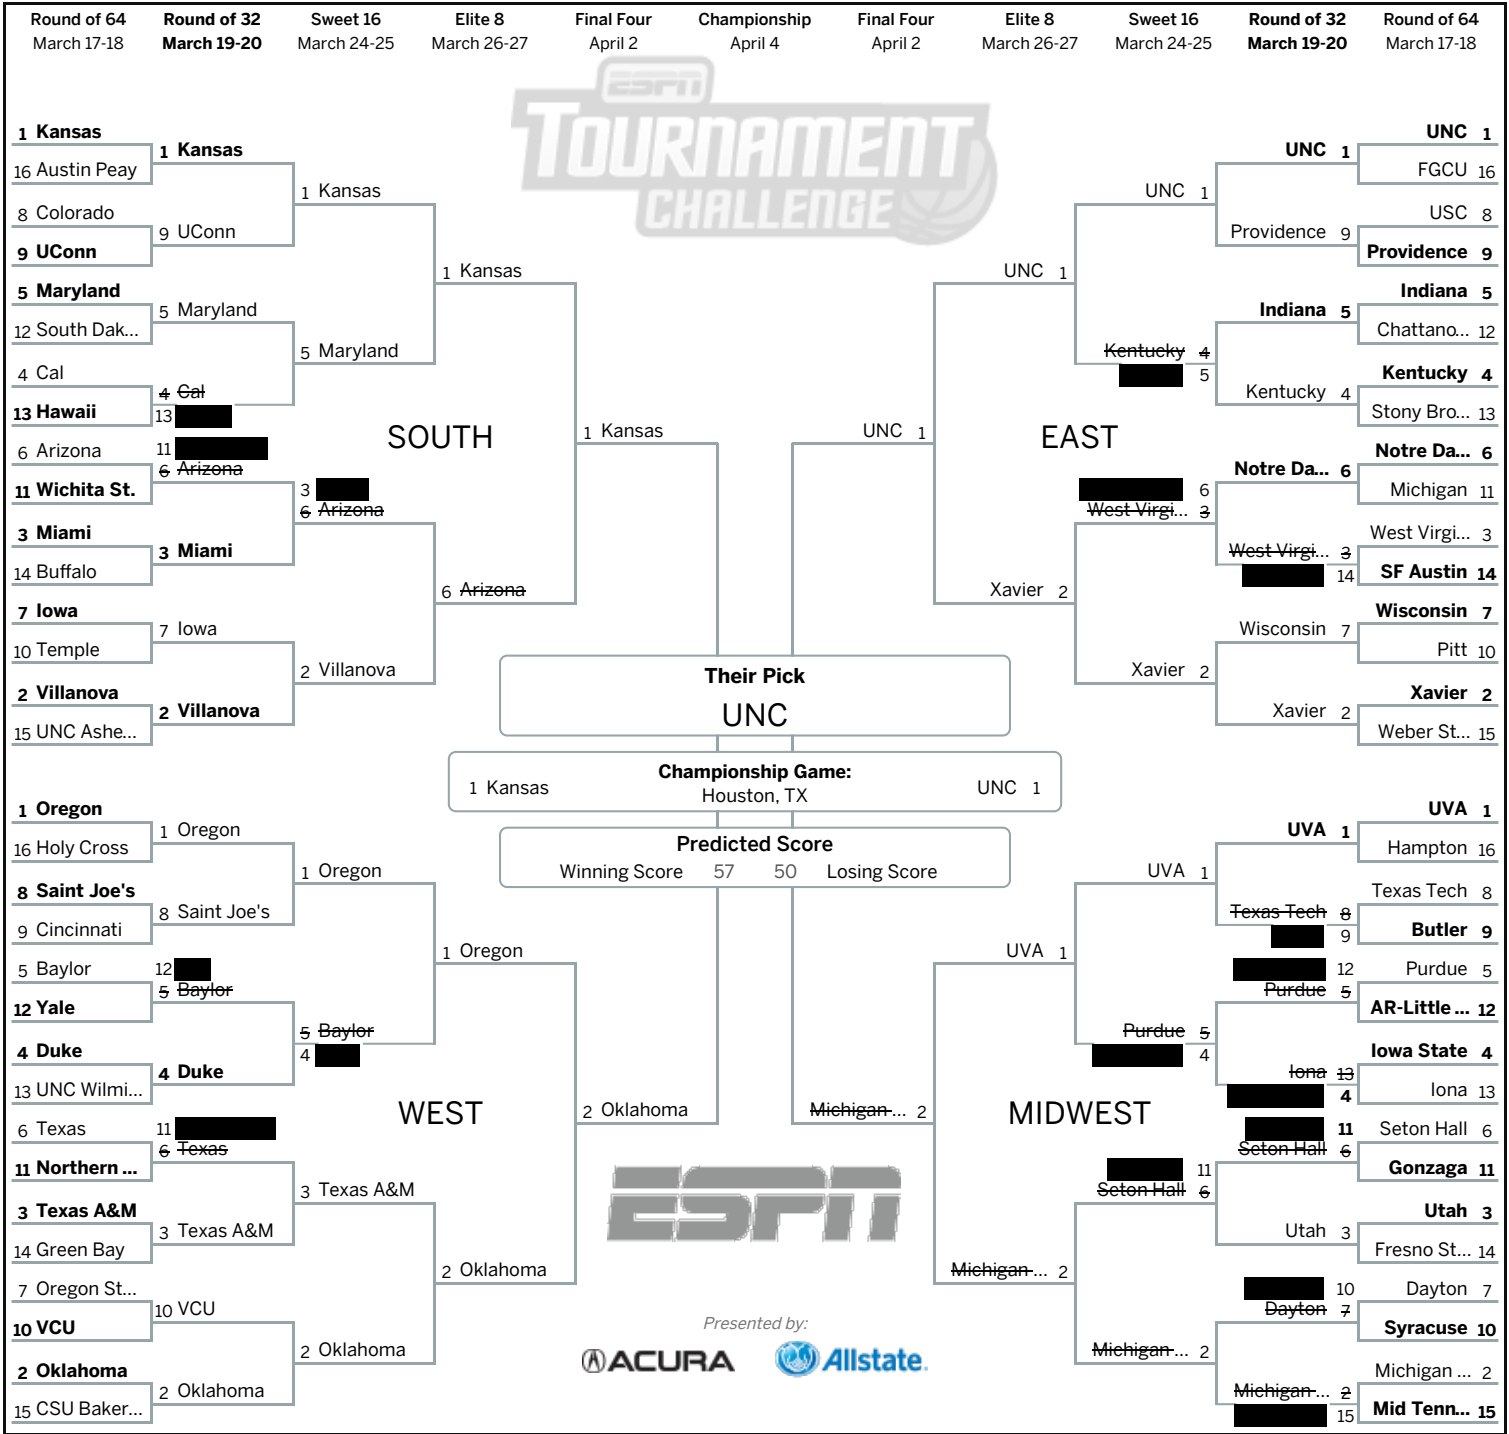 Round of 64
March 17-18
Round of 32
March 19-20
Sweet 16
March 24-25
Elite 8
March 26-27
Final Four
April 2
Championship
April 4
Final Four
April 2
Elite 8
March 26-27
Sweet 16
March 24-25
Round of 32
March 19-20
Round of 64
March 17-18
ESPN
TOURNAMENT
CHALLENGE
1 Kansas
16 Austin Peay
8 Colorado
9 UConn
5 Maryland
12 South Dak...
4 Cal
13 Hawaii
6 Arizona
11 Wichita St.
3 Miami
14 Buffalo
7 Iowa
10 Temple
2 Villanova
15 UNC Ashe...
1 Kansas
9 UConn
5 Maryland
4 Cal
13
11
6 Arizona
3 Miami
7 Iowa
2 Villanova
1 Kansas
5 Maryland
3
6 Arizona
2 Villanova
1 Kansas
6 Arizona
SOUTH
1 Kansas
1 Oregon
16 Holy Cross
8 Saint Joe's
9 Cincinnati
5 Baylor
12 Yale
4 Duke
13 UNC Wilmi...
6 Texas
11 Northern ...
3 Texas A&M
14 Green Bay
7 Oregon St...
10 VCU
2 Oklahoma
15 CSU Baker...
1 Oregon
8 Saint Joe's
12
5 Baylor
4 Duke
11
6 Texas
3 Texas A&M
10 VCU
2 Oklahoma
1 Oregon
5 Baylor
4
3 Texas A&M
2 Oklahoma
1 Oregon
2 Oklahoma
WEST
2 Oklahoma
Their Pick
UNC
Championship Game:
1 Kansas
Houston, TX
UNC 1
Predicted Score
Winning Score 57 50 Losing Score
UNC 1
EAST
UNC 1
Xavier 2
UNC 1
Kentucky 4
5
6
West Virgi... 3
Xavier 2
UNC 1
Providence 9
Indiana 5
Kentucky 4
Notre Da... 6
West Virgi... 3
14
Wisconsin 7
Xavier 2
UNC 1
FGCU 16
USC 8
Providence 9
Indiana 5
Chattano... 12
Kentucky 4
Stony Bro... 13
Notre Da... 6
Michigan 11
West Virgi... 3
SF Austin 14
Wisconsin 7
Pitt 10
Xavier 2
Weber St... 15
Michigan ... 2
MIDWEST
UVA 1
Michigan ... 2
UVA 1
Purdue 5
4
11
Seton Hall 6
Michigan ... 2
UVA 1
Texas Tech 8
9
12
Purdue 5
Iona 13
4
11
Seton Hall 6
Utah 3
10
Dayton 7
Michigan ... 2
15
UVA 1
Hampton 16
Texas Tech 8
Butler 9
Purdue 5
AR-Little ... 12
Iowa State 4
Iona 13
Seton Hall 6
Gonzaga 11
Utah 3
Fresno St... 14
Dayton 7
Syracuse 10
Michigan ... 2
Mid Tenn... 15
ESPN
Presented by:
ACURA
Allstate.